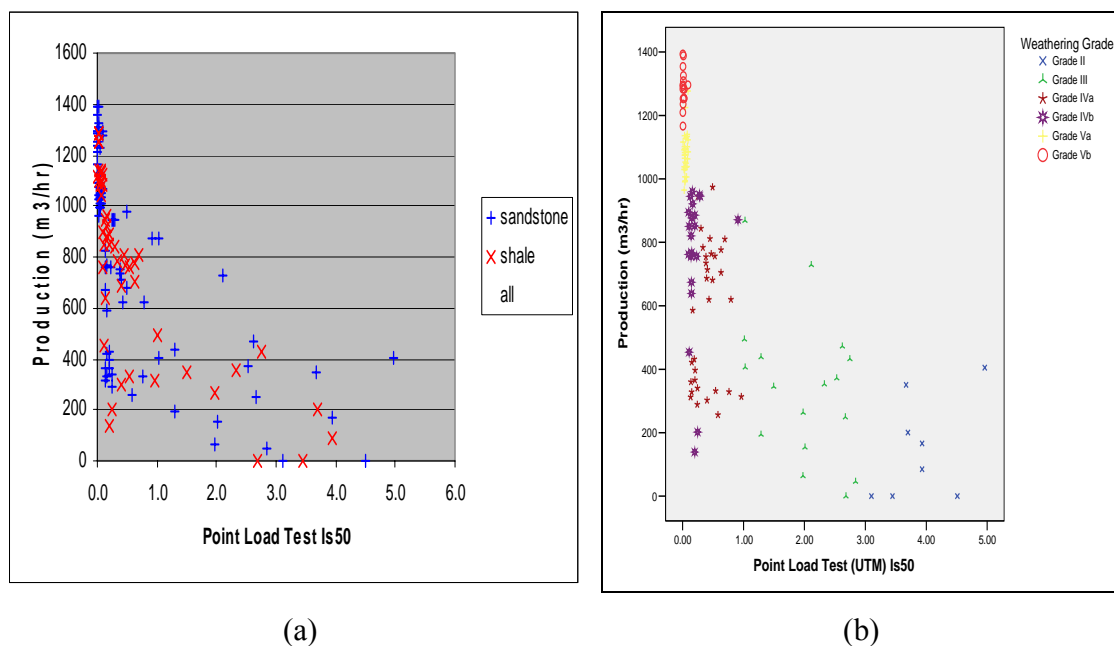 1600
1400
1200
1000
800
600
400
200
0
Production (m3/hr)
0.0 1.0 2.0 3.0 4.0 5.0 6.0
Point Load Test Is50
sandstone
shale
all
(a)
1400
1200
1000
800
600
400
200
0
Production (m3/hr)
0.00 1.00 2.00 3.00 4.00 5.00
Point Load Test (UTM) Is50
Weathering Grade
Grade II
Grade III
Grade IVa
Grade IVb
Grade Va
Grade Vb
(b)